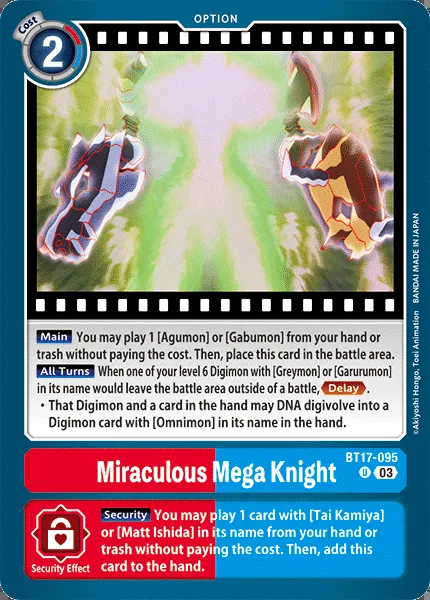 OPTION
Cost
2
Main You may play 1 [Agumon] or [Gabumon] from your hand or
trash without paying the cost. Then, place this card in the battle area.
All Turns When one of your level 6 Digimon with [Greymon] or [Garurumon]
in its name would leave the battle area outside of a battle, Delay .
• That Digimon and a card in the hand may DNA digivolve into a
Digimon card with [Omnimon] in its name in the hand.
©Akiyoshi Hongo, Toei Animation BANDAI MADE IN JAPAN
Miraculous Mega Knight
BT17-095
U 03
Security Effect
Security You may play 1 card with [Tai Kamiya]
or [Matt Ishida] in its name from your hand or
trash without paying the cost. Then, add this
card to the hand.